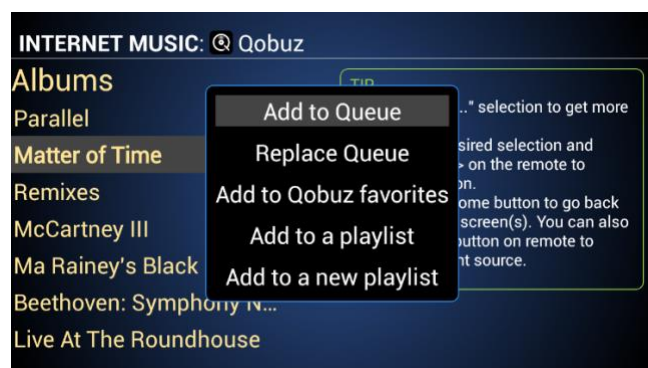 INTERNET MUSIC: Qobuz
Albums
Parallel
Matter of Time
Remixes
McCartney III
Ma Rainey's Black
Beethoven: Symphony N...
Live At The Roundhouse
Add to Queue
Replace Queue
Add to Qobuz favorites
Add to a playlist
Add to a new playlist
TIP
.." selection to get more
sired selection and
> on the remote to
on.
ome button to go back
screen(s). You can also
button on remote to
nt source.